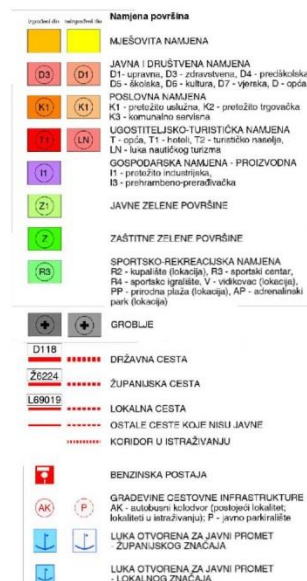 izgrađeni dio neizgrađeni dio Namjena površina
MJEŠOVITA NAMJENA
D3 D1 JAVNA I DRUŠTVENA NAMJENA
D1- upravna, D3 - zdravstvena, D4 - predškolska
D5 - školska, D6 - kultura, D7 - vjerska, D - opća
K1 K1 POSLOVNA NAMJENA
K1 - pretežito uslužna, K2 - pretežito trgovačka
K3 - komunalno servisna
T1 LN UGOSTITELJSKO-TURISTIČKA NAMJENA
T - opća, T1 - hoteli, T2 - turističko naselje,
LN - luka nautičkog turizma
I1 GOSPODARSKA NAMJENA - PROIZVODNA
I1 - pretežito industrijska,
I3 - prehrambeno-prerađivačka
Z1 JAVNE ZELENE POVRŠINE
Z ZAŠTITNE ZELENE POVRŠINE
R3 SPORTSKO-REKREACIJSKA NAMJENA
R2 - kupalište (lokacija), R3 - sportski centar,
R4 - sportsko igralište, V - vidikovac (lokacija),
PP - prirodna plaža (lokacija), AP - adrenalinski
park (lokacija)
GROBLJE
D118
DRŽAVNA CESTA
Ž6224
ŽUPANIJSKA CESTA
L69019
LOKALNA CESTA
OSTALE CESTE KOJE NISU JAVNE
KORIDOR U ISTRAŽIVANJU
BENZINSKA POSTAJA
AK P GRAĐEVINE CESTOVNE INFRASTRUKTURE
AK - autobusni kolodvor (postojeći lokalitet;
lokaliteti u istraživanju); P - javno parkiralište
LUKA OTVORENA ZA JAVNI PROMET
- ŽUPANIJSKOG ZNAČAJA
LUKA OTVORENA ZA JAVNI PROMET
- LOKALNOG ZNAČAJA